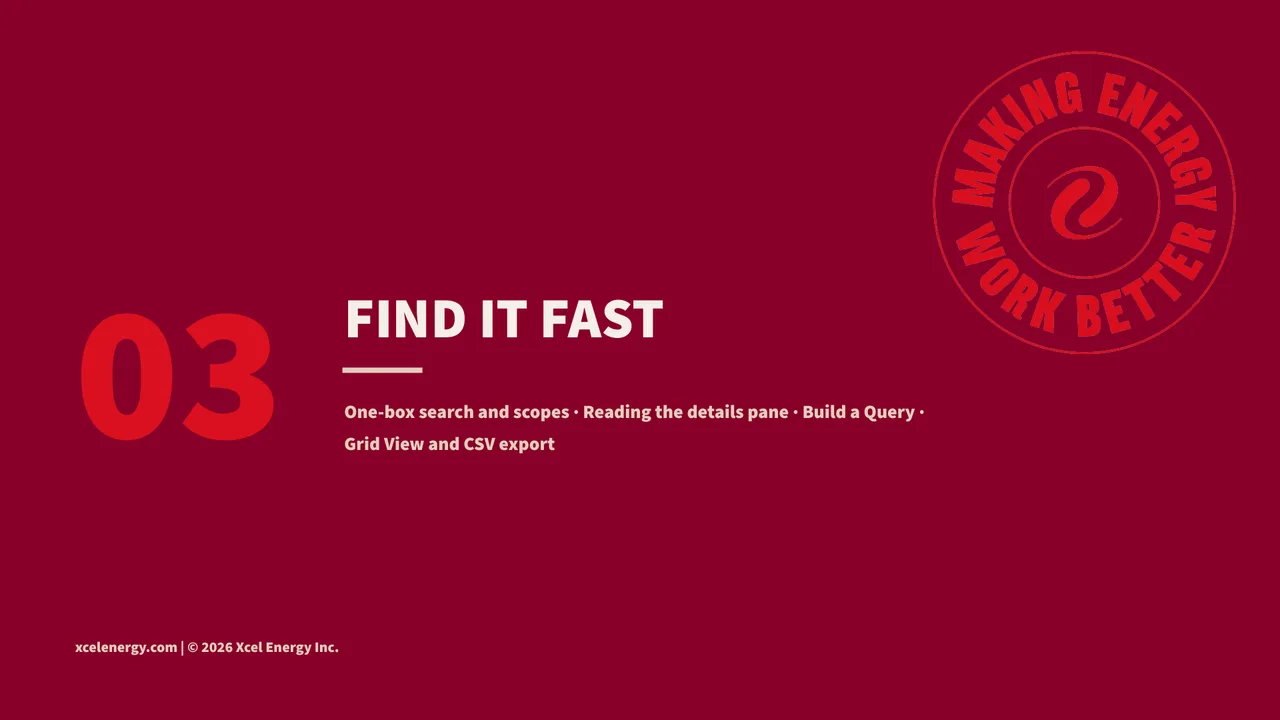 MAKING ENERGY
WORK BETTER
03
FIND IT FAST
One-box search and scopes · Reading the details pane · Build a Query ·
Grid View and CSV export
xcelenergy.com | © 2026 Xcel Energy Inc.